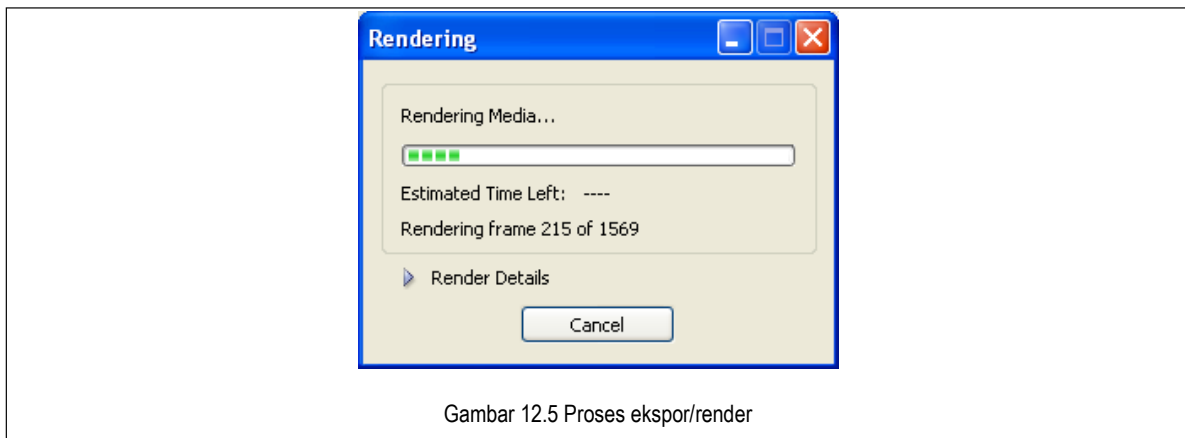 Rendering
Rendering Media...
Estimated Time Left: ----
Rendering frame 215 of 1569
Render Details
Cancel
Gambar 12.5 Proses ekspor/render